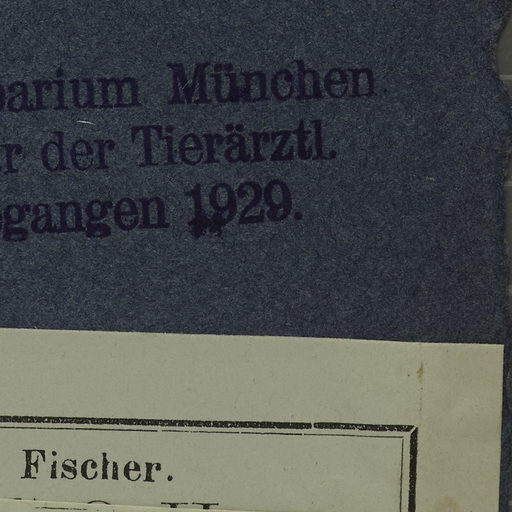 barium München
r der Tierärztl.
gangen 1929.
Fischer.